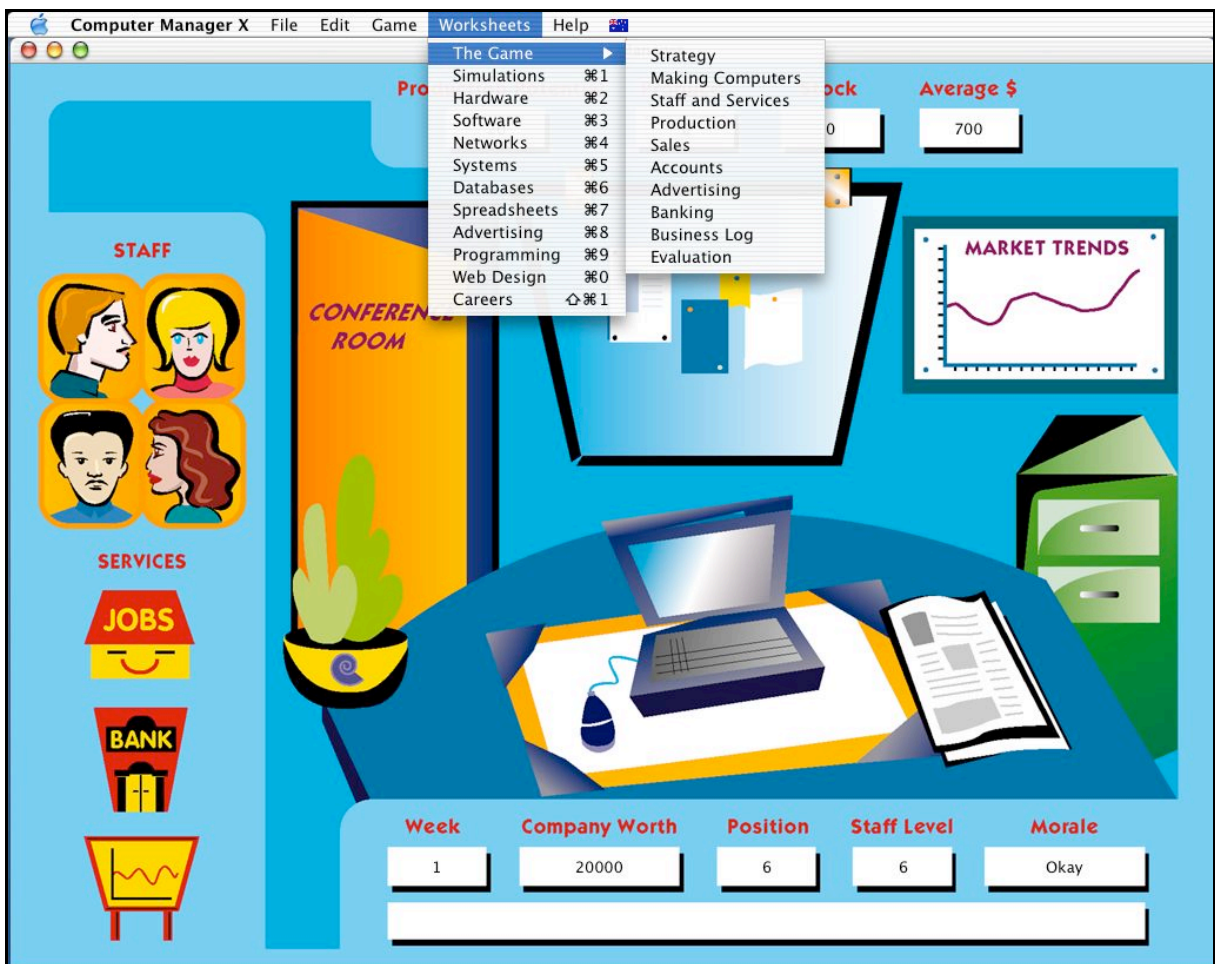 Computer Manager X File Edit Game Worksheets Help
The Game
Simulations ⌘1
Hardware ⌘2
Software ⌘3
Networks ⌘4
Systems ⌘5
Databases ⌘6
Spreadsheets ⌘7
Advertising ⌘8
Programming ⌘9
Web Design ⌘0
Careers ⇧⌘1
Strategy
Making Computers
Staff and Services
Production
Sales
Accounts
Advertising
Banking
Business Log
Evaluation
Average $
0
700
STAFF
CONFERENCE
ROOM
MARKET TRENDS
SERVICES
JOBS
BANK
Week Company Worth Position Staff Level Morale
1 20000 6 6 Okay